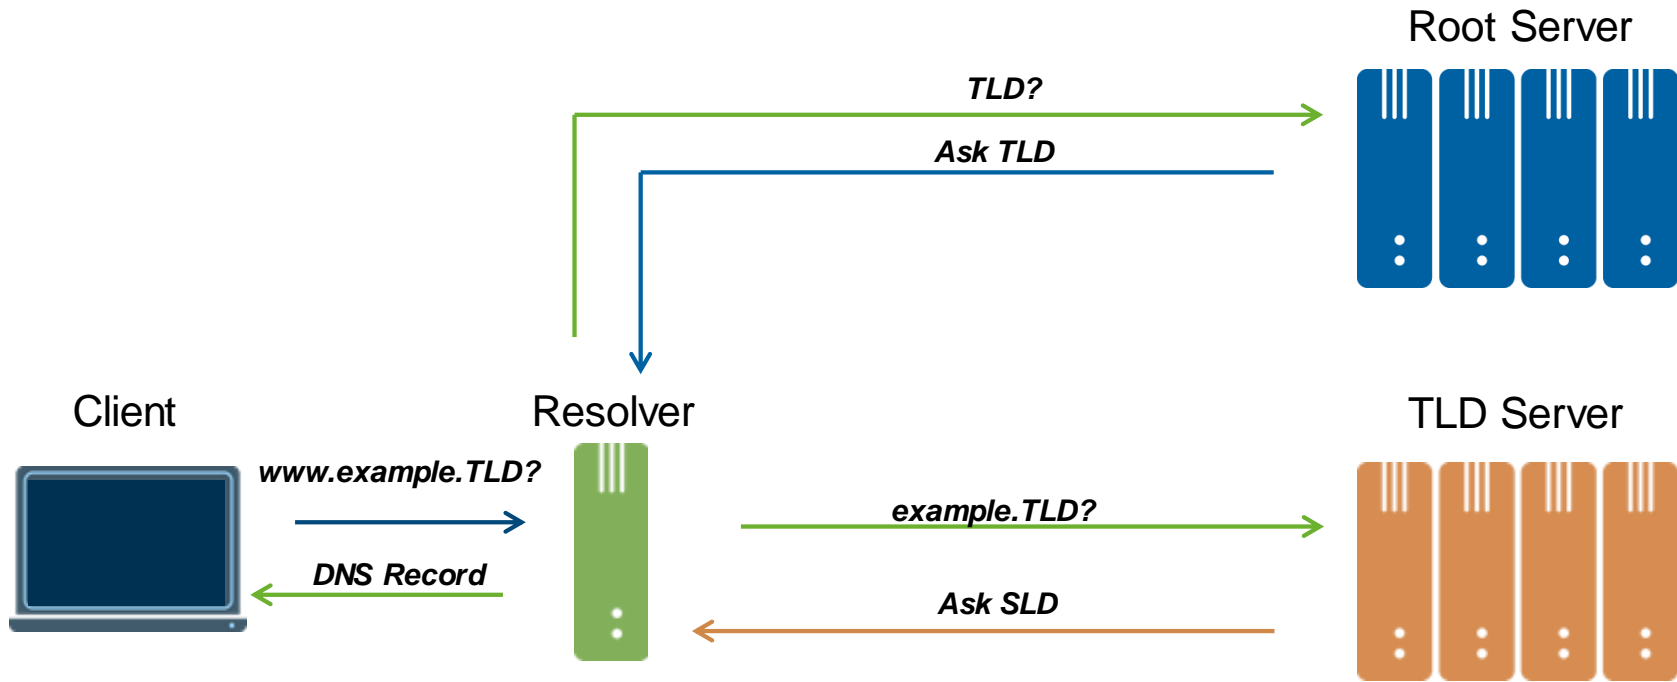 Root Server
TLD?
Ask TLD
Client
Resolver
TLD Server
www.example.TLD?
example.TLD?
DNS Record
Ask SLD